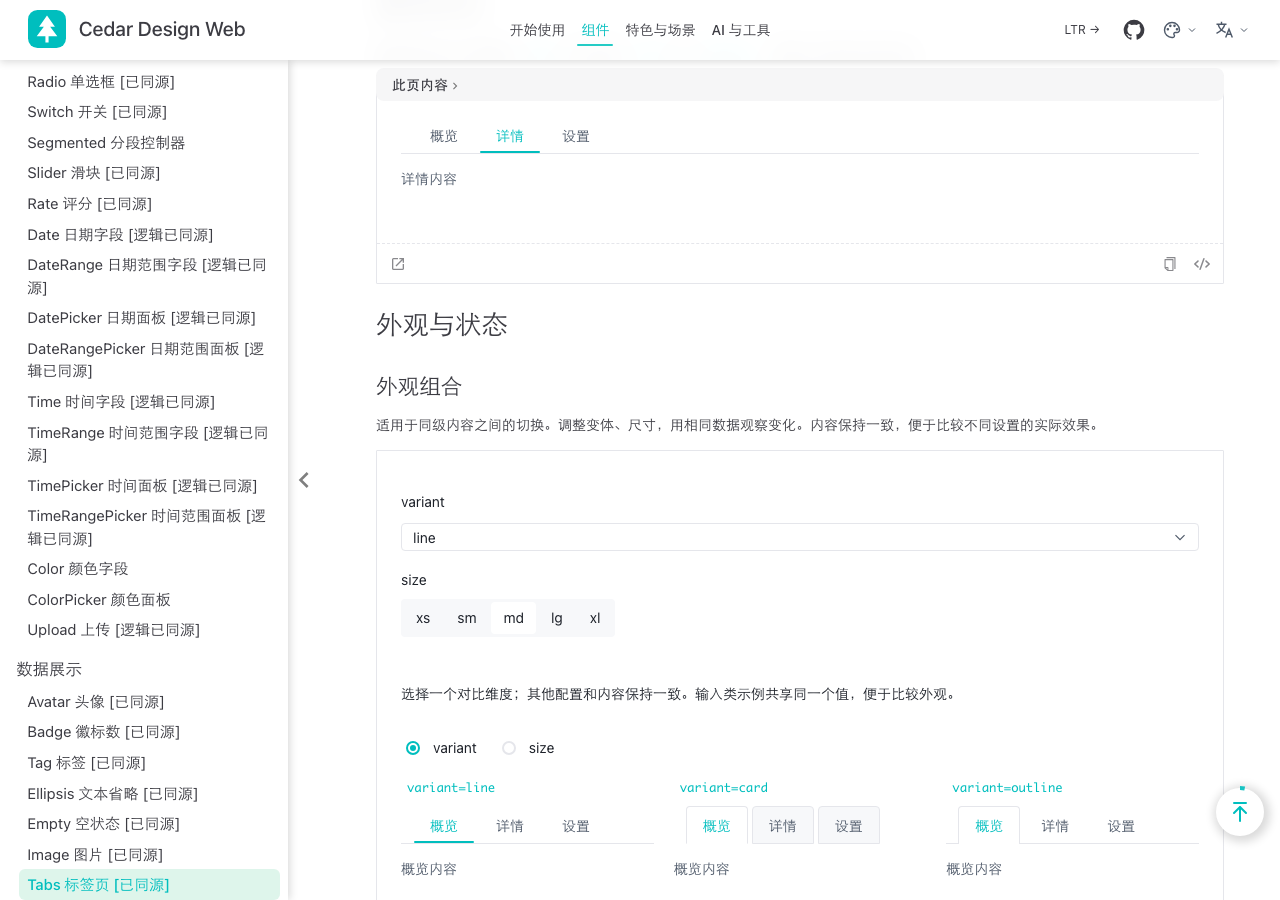 Cedar Design Web
开始使用 组件 特色与场景 AI 与工具
LTR
Radio 单选框 [已同源]
Switch 开关 [已同源]
Segmented 分段控制器
Slider 滑块 [已同源]
Rate 评分 [已同源]
Date 日期字段 [逻辑已同源]
DateRange 日期范围字段 [逻辑已同
源]
DatePicker 日期面板 [逻辑已同源]
DateRangePicker 日期范围面板 [逻
辑已同源]
Time 时间字段 [逻辑已同源]
TimeRange 时间范围字段 [逻辑已同
源]
TimePicker 时间面板 [逻辑已同源]
TimeRangePicker 时间范围面板 [逻
辑已同源]
Color 颜色字段
ColorPicker 颜色面板
Upload 上传 [逻辑已同源]
数据展示
Avatar 头像 [已同源]
Badge 徽标数 [已同源]
Tag 标签 [已同源]
Ellipsis 文本省略 [已同源]
Empty 空状态 [已同源]
Image 图片 [已同源]
Tabs 标签页 [已同源]
此页内容
概览 详情 设置
详情内容
外观与状态
外观组合
适用于同级内容之间的切换。调整变体、尺寸，用相同数据观察变化。内容保持一致，便于比较不同设置的实际效果。
variant
line
size
xs sm md lg xl
选择一个对比维度；其他配置和内容保持一致。输入类示例共享同一个值，便于比较外观。
variant size
variant=line variant=card variant=outline
概览 详情 设置 概览 详情 设置 概览 详情 设置
概览内容 概览内容 概览内容